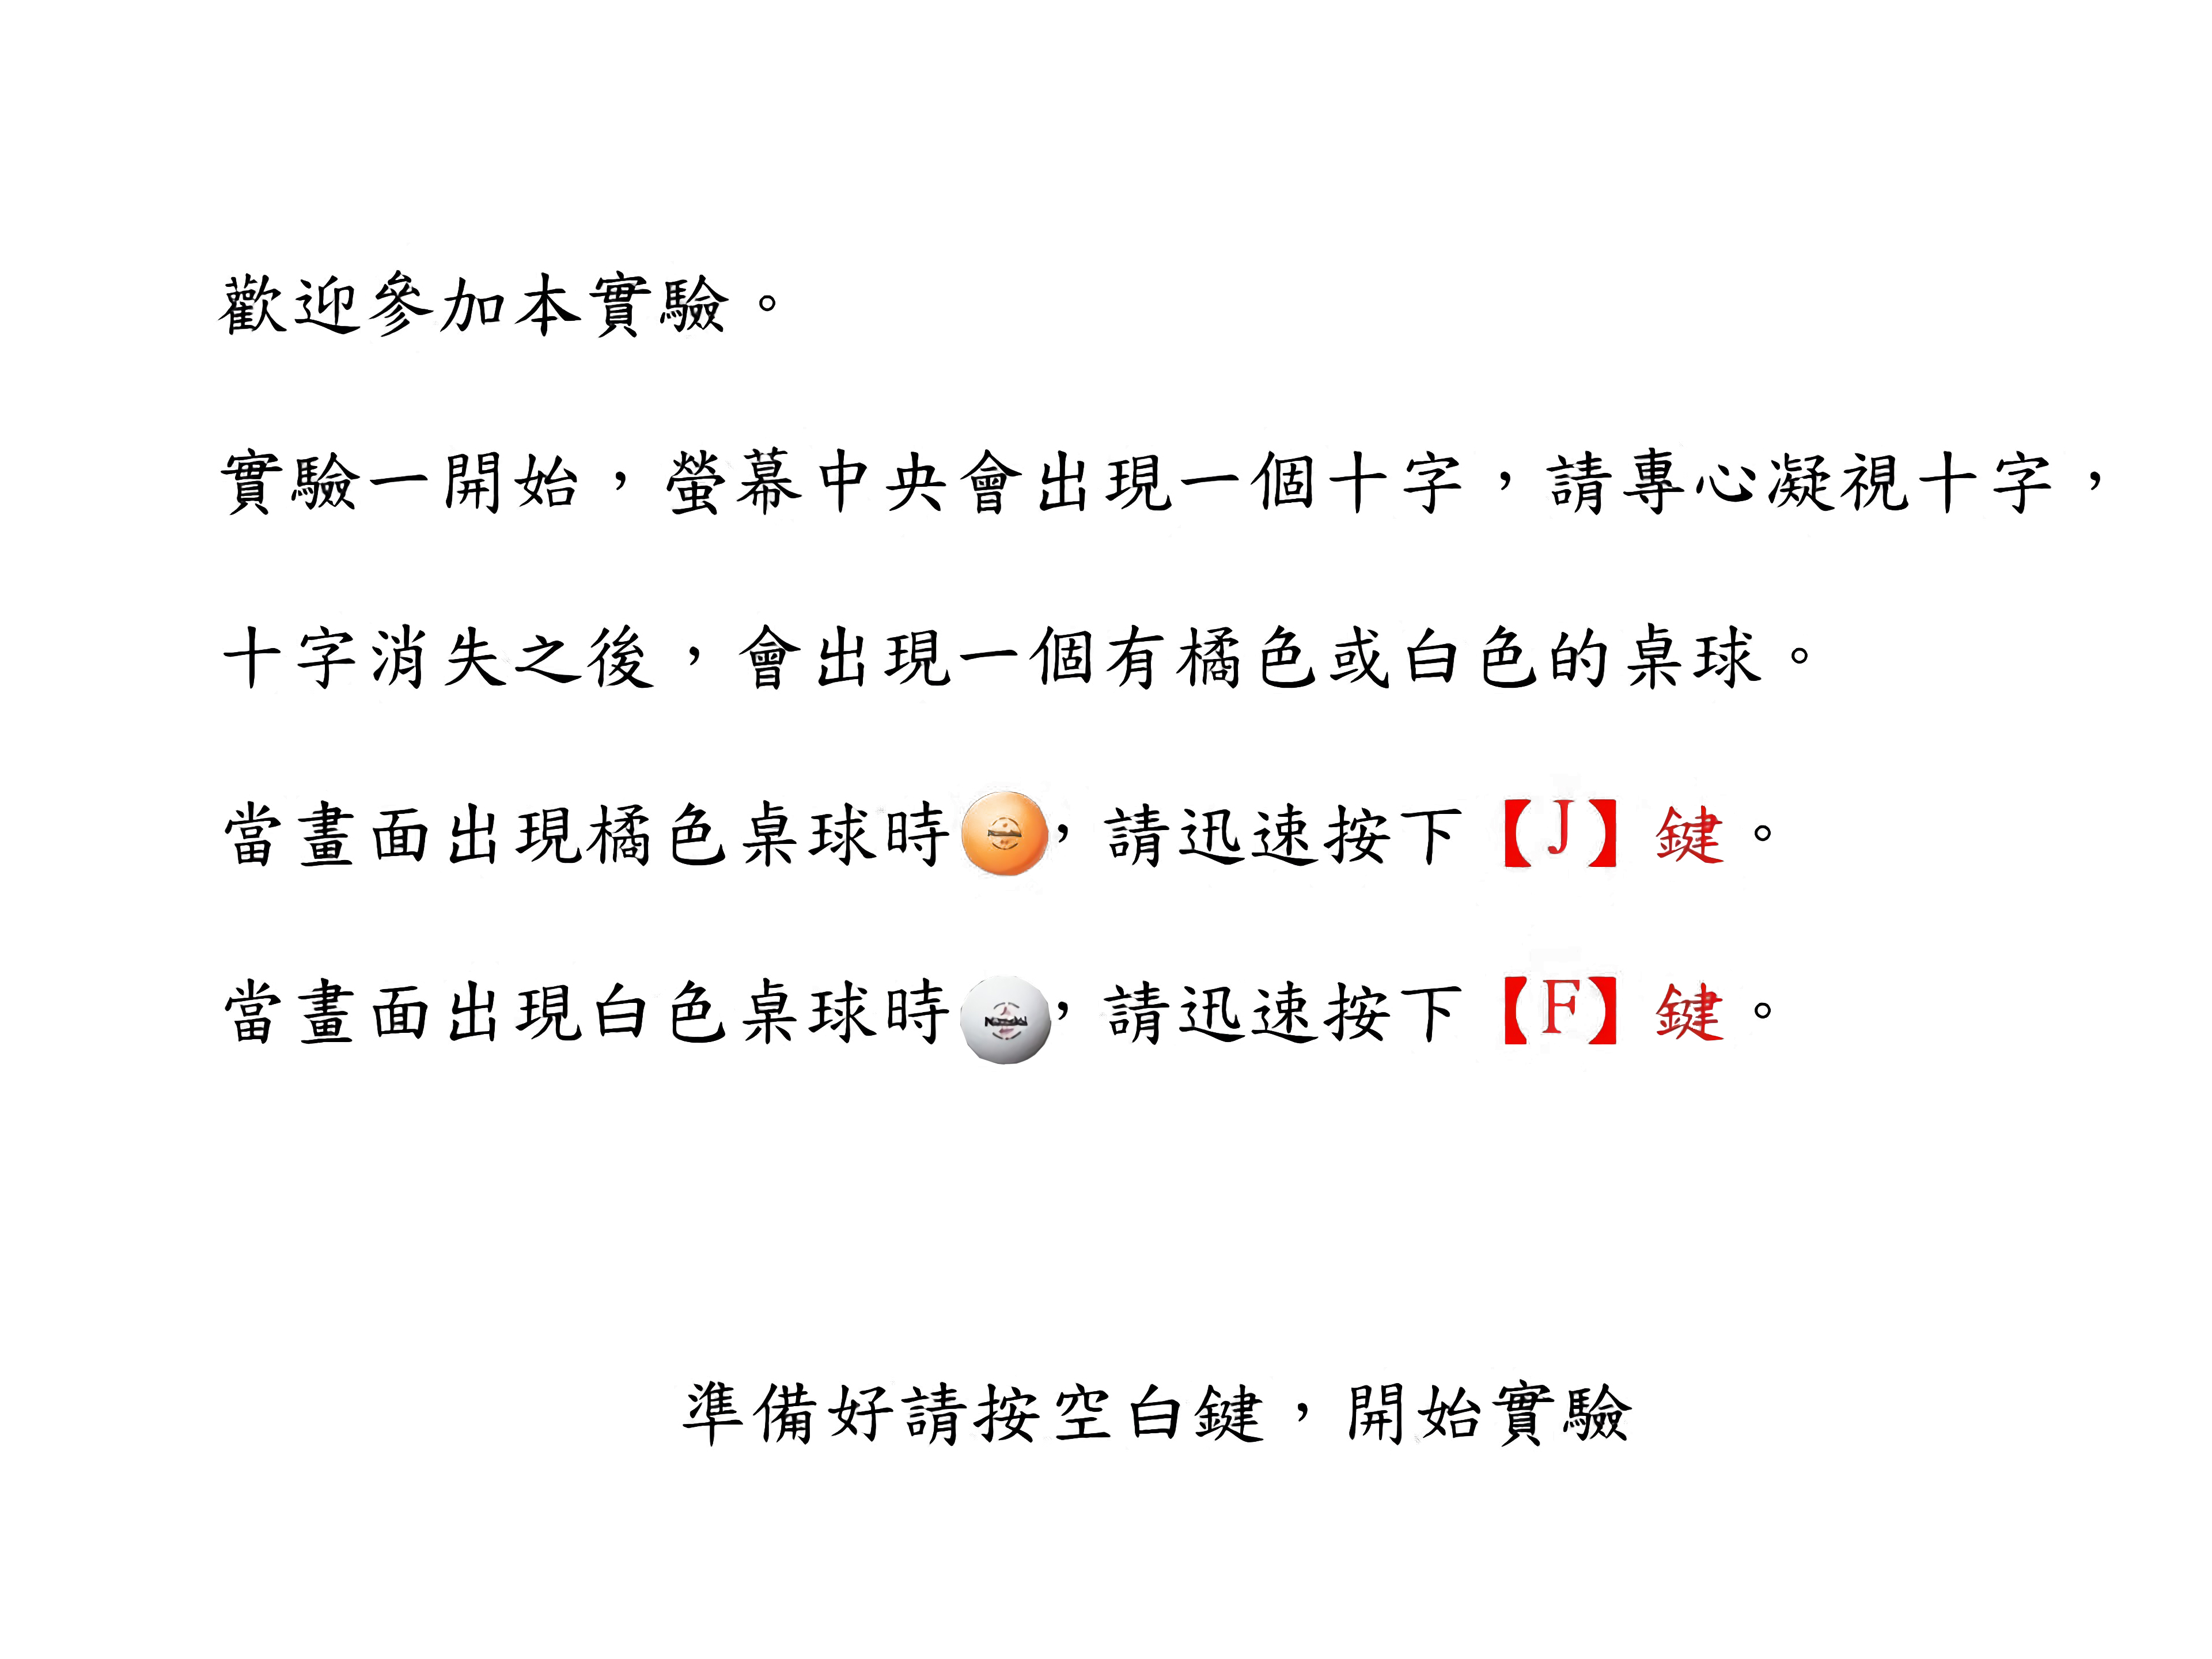 歡迎參加本實驗。
實驗一開始，螢幕中央會出現一個十字，請專心凝視十字，
十字消失之後，會出現一個有橘色或白色的桌球。
當畫面出現橘色桌球時，請迅速按下【J】鍵。
當畫面出現白色桌球時，請迅速按下【F】鍵。
準備好請按空白鍵，開始實驗